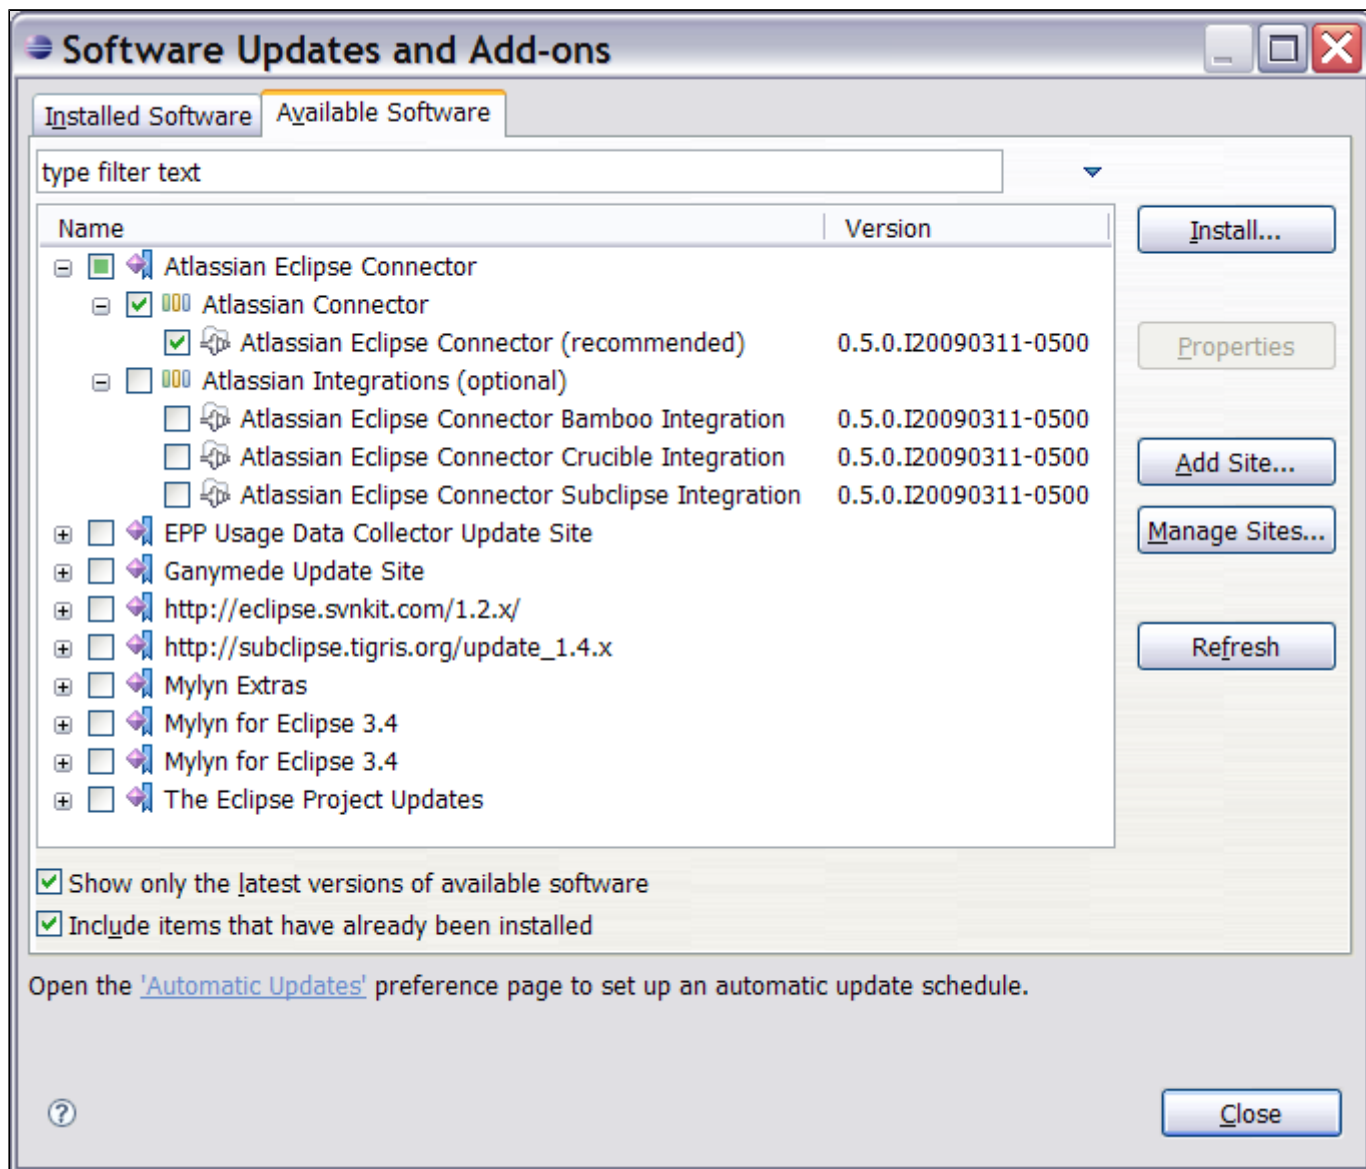 Software Updates and Add-ons
Installed Software Available Software
type filter text
Name Version
Install...
Atlassian Eclipse Connector
Atlassian Connector
Atlassian Eclipse Connector (recommended) 0.5.0.I20090311-0500
Properties
Atlassian Integrations (optional)
Atlassian Eclipse Connector Bamboo Integration 0.5.0.I20090311-0500
Atlassian Eclipse Connector Crucible Integration 0.5.0.I20090311-0500
Add Site...
Atlassian Eclipse Connector Subclipse Integration 0.5.0.I20090311-0500
EPP Usage Data Collector Update Site
Manage Sites...
Ganymede Update Site
http://eclipse.svnkit.com/1.2.x/
http://subclipse.tigris.org/update_1.4.x
Refresh
Mylyn Extras
Mylyn for Eclipse 3.4
Mylyn for Eclipse 3.4
The Eclipse Project Updates
Show only the latest versions of available software
Include items that have already been installed
Open the 'Automatic Updates' preference page to set up an automatic update schedule.
?
Close